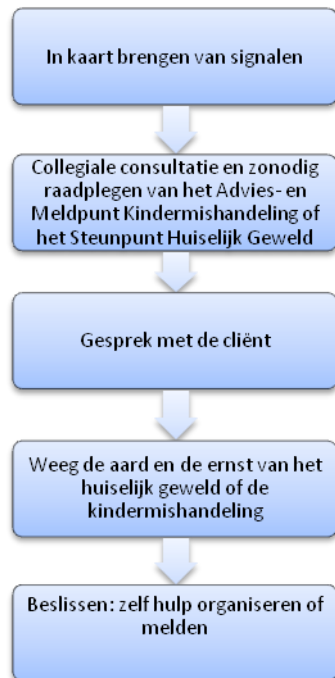 In kaart brengen van signalen
Collegiale consultatie en zonodig
raadplegen van het Advies- en
Meldpunt Kindermishandeling of
het Steunpunt Huiselijk Geweld
Gesprek met de cliënt
Weeg de aard en de ernst van het
huiselijk geweld of de
kindermishandeling
Beslissen: zelf hulp organiseren of
melden